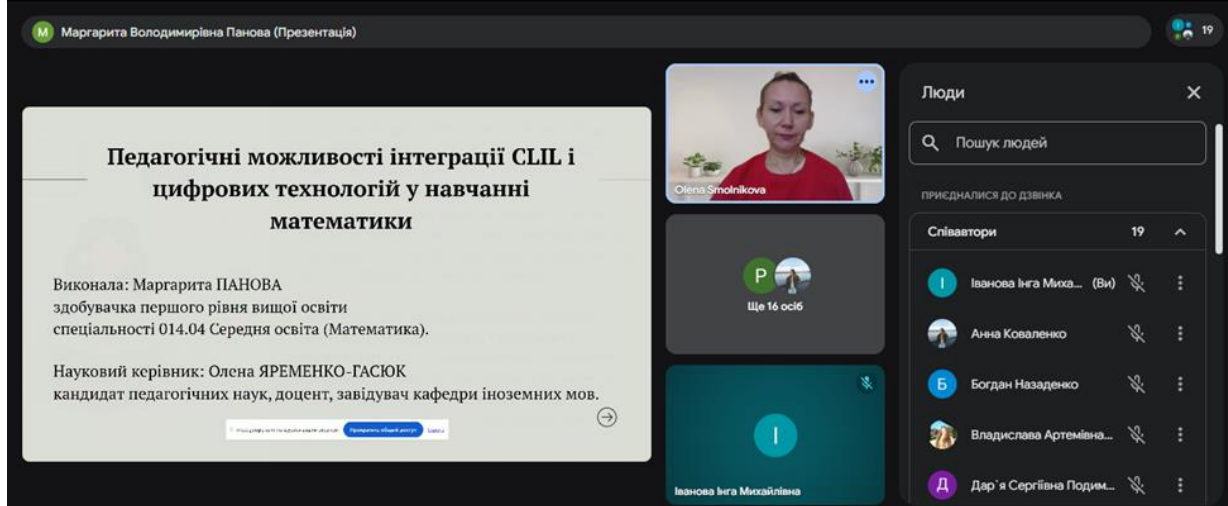 М Маргарита Володимирівна Панова (Презентація)
19
Педагогічні можливості інтеграції CLIL і
цифрових технологій у навчанні
математики
Виконала: Маргарита ПАНОВА
здобувачка першого рівня вищої освіти
спеціальності 014.04 Середня освіта (Математика).
Науковий керівник: Олена ЯРЕМЕНКО-ГАСЮК
кандидат педагогічних наук, доцент, завідувач кафедри іноземних мов.
Olena Smolnikova
Р
Ще 16 осіб
І
Іванова Інга Михайлівна
Люди
Пошук людей
ПРИЄДНАЛИСЯ ДО ДЗВІНКА
Співавтори 19
І Іванова Інга Миха... (Ви)
Анна Коваленко
Б Богдан Назаденко
Владислава Артемівна...
Д Дар`я Сергіївна Подим...